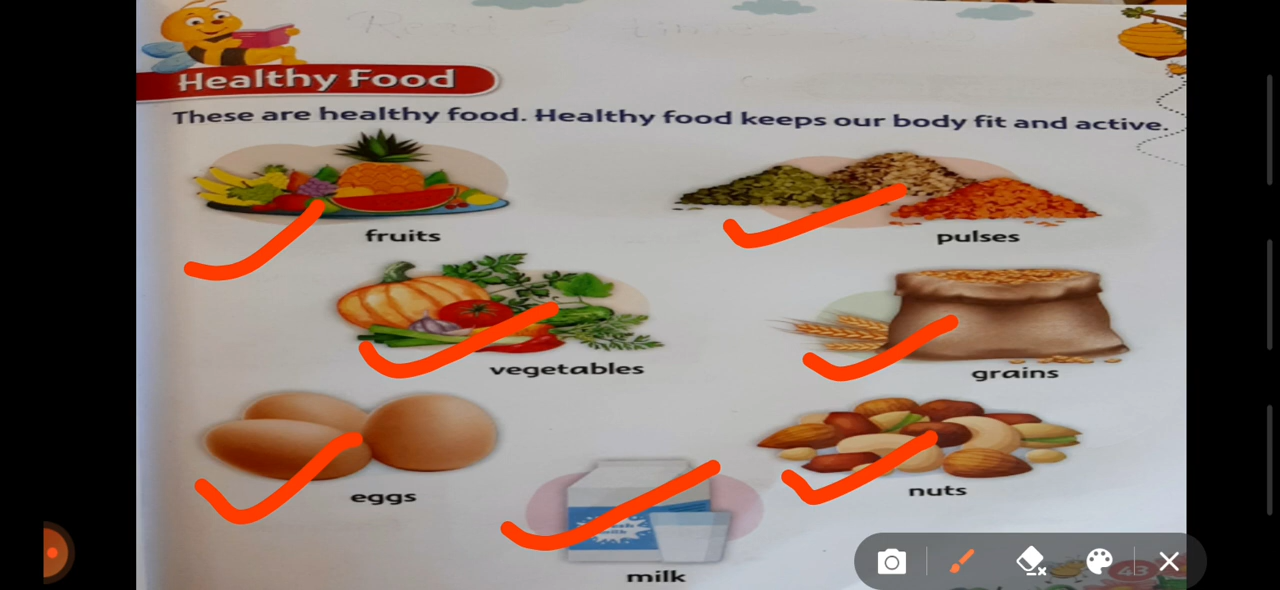 Healthy Food
These are healthy food. Healthy food keeps our body fit and active.
fruits
pulses
vegetables
grains
eggs
nuts
milk
43